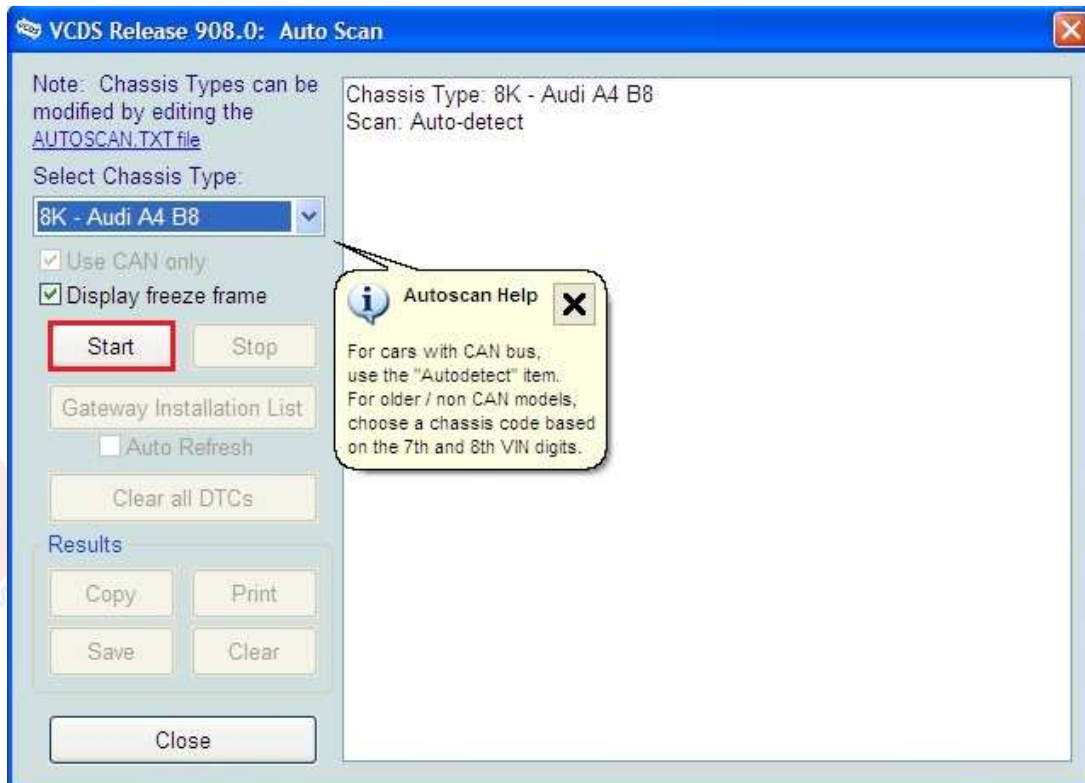 VCDS Release 908.0: Auto Scan
Note: Chassis Types can be
modified by editing the
AUTOSCAN.TXT file
Select Chassis Type:
8K - Audi A4 B8
Use CAN only
Display freeze frame
Start
Stop
Gateway Installation List
Auto Refresh
Clear all DTCs
Results
Copy
Print
Save
Clear
Close
Chassis Type: 8K - Audi A4 B8
Scan: Auto-detect
Autoscan Help
For cars with CAN bus,
use the "Autodetect" item.
For older / non CAN models,
choose a chassis code based
on the 7th and 8th VIN digits.